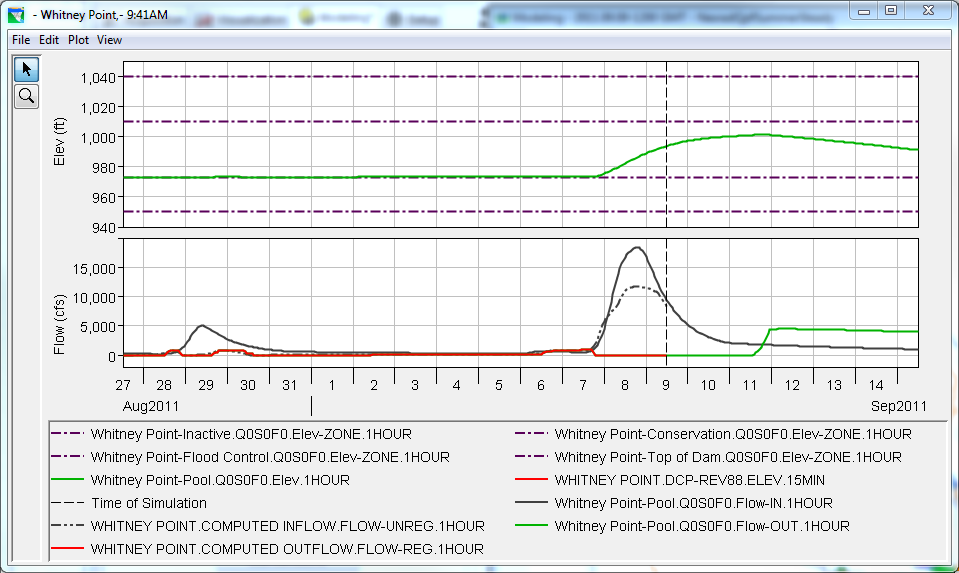 - Whitney Point,- 9:41AM
File Edit Plot View
1,040
1,020
1,000
980
960
940
Elev (ft)
15,000
10,000
5,000
0
Flow (cfs)
27 28 29 30 31 1 2 3 4 5 6 7 8 9 10 11 12 13 14
Aug2011 Sep2011
Whitney Point-Inactive.Q0S0F0.Elev-ZONE.1HOUR
Whitney Point-Conservation.Q0S0F0.Elev-ZONE.1HOUR
Whitney Point-Flood Control.Q0S0F0.Elev-ZONE.1HOUR
Whitney Point-Top of Dam.Q0S0F0.Elev-ZONE.1HOUR
Whitney Point-Pool.Q0S0F0.Elev.1HOUR
WHITNEY POINT.DCP-REV88.ELEV.15MIN
Time of Simulation
Whitney Point-Pool.Q0S0F0.Flow-IN.1HOUR
WHITNEY POINT.COMPUTED INFLOW.FLOW-UNREG.1HOUR
Whitney Point-Pool.Q0S0F0.Flow-OUT.1HOUR
WHITNEY POINT.COMPUTED OUTFLOW.FLOW-REG.1HOUR